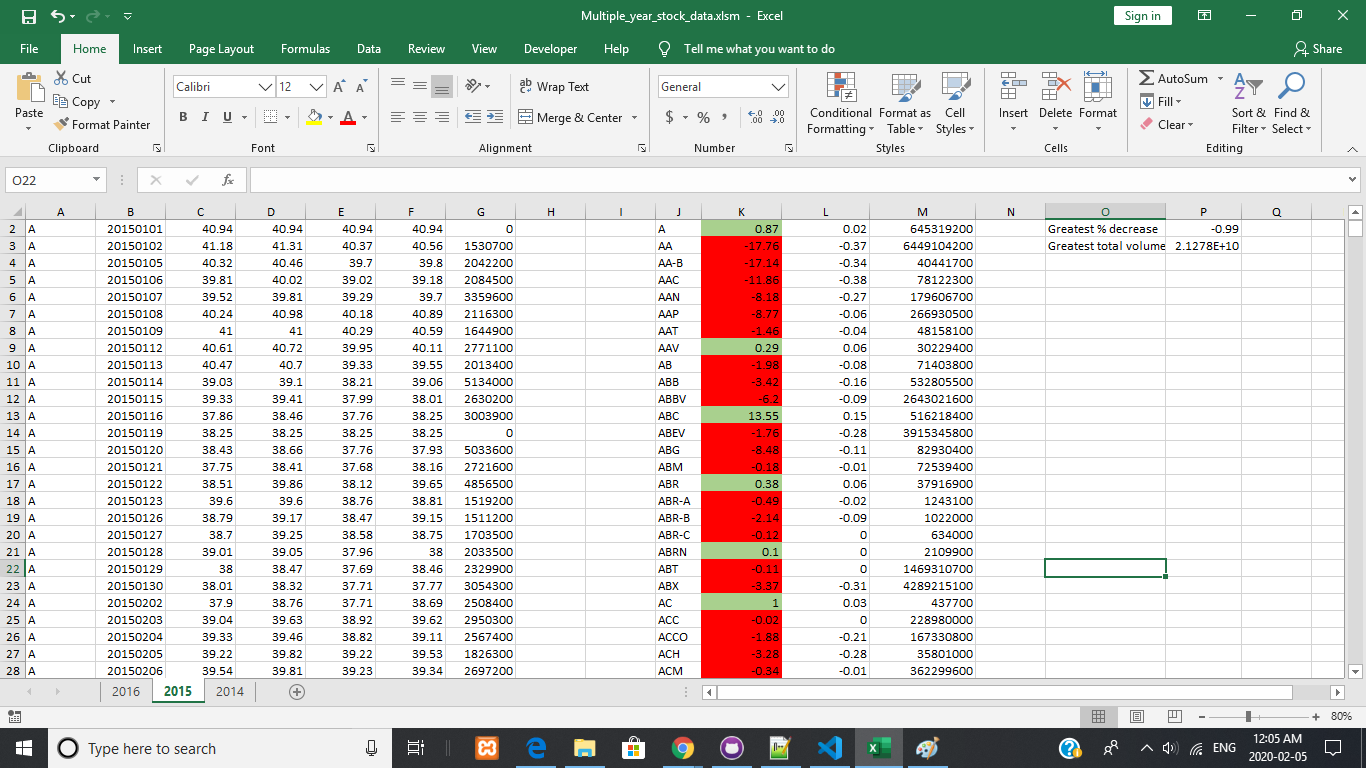 Multiple_year_stock_data.xlsm - Excel
Sign in
File Home Insert Page Layout Formulas Data Review View Developer Help Tell me what you want to do Share
Paste
Cut
Copy
Format Painter
Clipboard
Calibri 12
B I U
Font
Wrap Text
Merge & Center
Alignment
General
$ % ,
Number
Conditional Formatting
Format as Table
Cell Styles
Styles
Insert Delete Format
Cells
AutoSum
Fill
Clear
Sort & Filter
Find & Select
Editing
O22
fx
A B C D E F G H I J K L M N O P Q
2 A 20150101 40.94 40.94 40.94 40.94 0 A 0.87 0.02 645319200 Greatest % decrease -0.99
3 A 20150102 41.18 41.31 40.37 40.56 1530700 AA -17.76 -0.37 6449104200 Greatest total volume 2.1278E+10
4 A 20150105 40.32 40.46 39.7 39.8 2042200 AA-B -17.14 -0.34 40441700
5 A 20150106 39.81 40.02 39.02 39.18 2084500 AAC -11.86 -0.38 78122300
6 A 20150107 39.52 39.81 39.29 39.7 3359600 AAN -8.18 -0.27 179606700
7 A 20150108 40.24 40.98 40.18 40.89 2116300 AAP -8.77 -0.06 266930500
8 A 20150109 41 41 40.29 40.59 1644900 AAT -1.46 -0.04 48158100
9 A 20150112 40.61 40.72 39.95 40.11 2771100 AAV 0.29 0.06 30229400
10 A 20150113 40.47 40.7 39.33 39.55 2013400 AB -1.98 -0.08 71403800
11 A 20150114 39.03 39.1 38.21 39.06 5134000 ABB -3.42 -0.16 532805500
12 A 20150115 39.33 39.41 37.99 38.01 2630200 ABBV -6.2 -0.09 2643021600
13 A 20150116 37.86 38.46 37.76 38.25 3003900 ABC 13.55 0.15 516218400
14 A 20150119 38.25 38.25 38.25 38.25 0 ABEV -1.76 -0.28 3915345800
15 A 20150120 38.43 38.66 37.76 37.93 5033600 ABG -8.48 -0.11 82930400
16 A 20150121 37.75 38.41 37.68 38.16 2721600 ABM -0.18 -0.01 72539400
17 A 20150122 38.51 39.86 38.12 39.65 4856500 ABR 0.38 0.06 37916900
18 A 20150123 39.6 39.6 38.76 38.81 1519200 ABR-A -0.49 -0.02 1243100
19 A 20150126 38.79 39.17 38.47 39.15 1511200 ABR-B -2.14 -0.09 1022000
20 A 20150127 38.7 39.25 38.58 38.75 1703500 ABR-C -0.12 0 634000
21 A 20150128 39.01 39.05 37.96 38 2033500 ABRN 0.1 0 2109900
22 A 20150129 38 38.47 37.69 38.46 2329900 ABT -0.11 0 1469310700
23 A 20150130 38.01 38.32 37.71 37.77 3054300 ABX -3.37 -0.31 4289215100
24 A 20150202 37.9 38.76 37.71 38.69 2508400 AC 1 0.03 437700
25 A 20150203 39.04 39.63 38.92 39.62 2950300 ACC -0.02 0 228980000
26 A 20150204 39.33 39.46 38.82 39.11 2567400 ACCO -1.88 -0.21 167330800
27 A 20150205 39.22 39.82 39.22 39.53 1826300 ACH -3.28 -0.28 35801000
28 A 20150206 39.54 39.81 39.23 39.34 2697200 ACM -0.34 -0.01 362299600
2016 2015 2014
80%
Type here to search
ENG
12:05 AM
2020-02-05